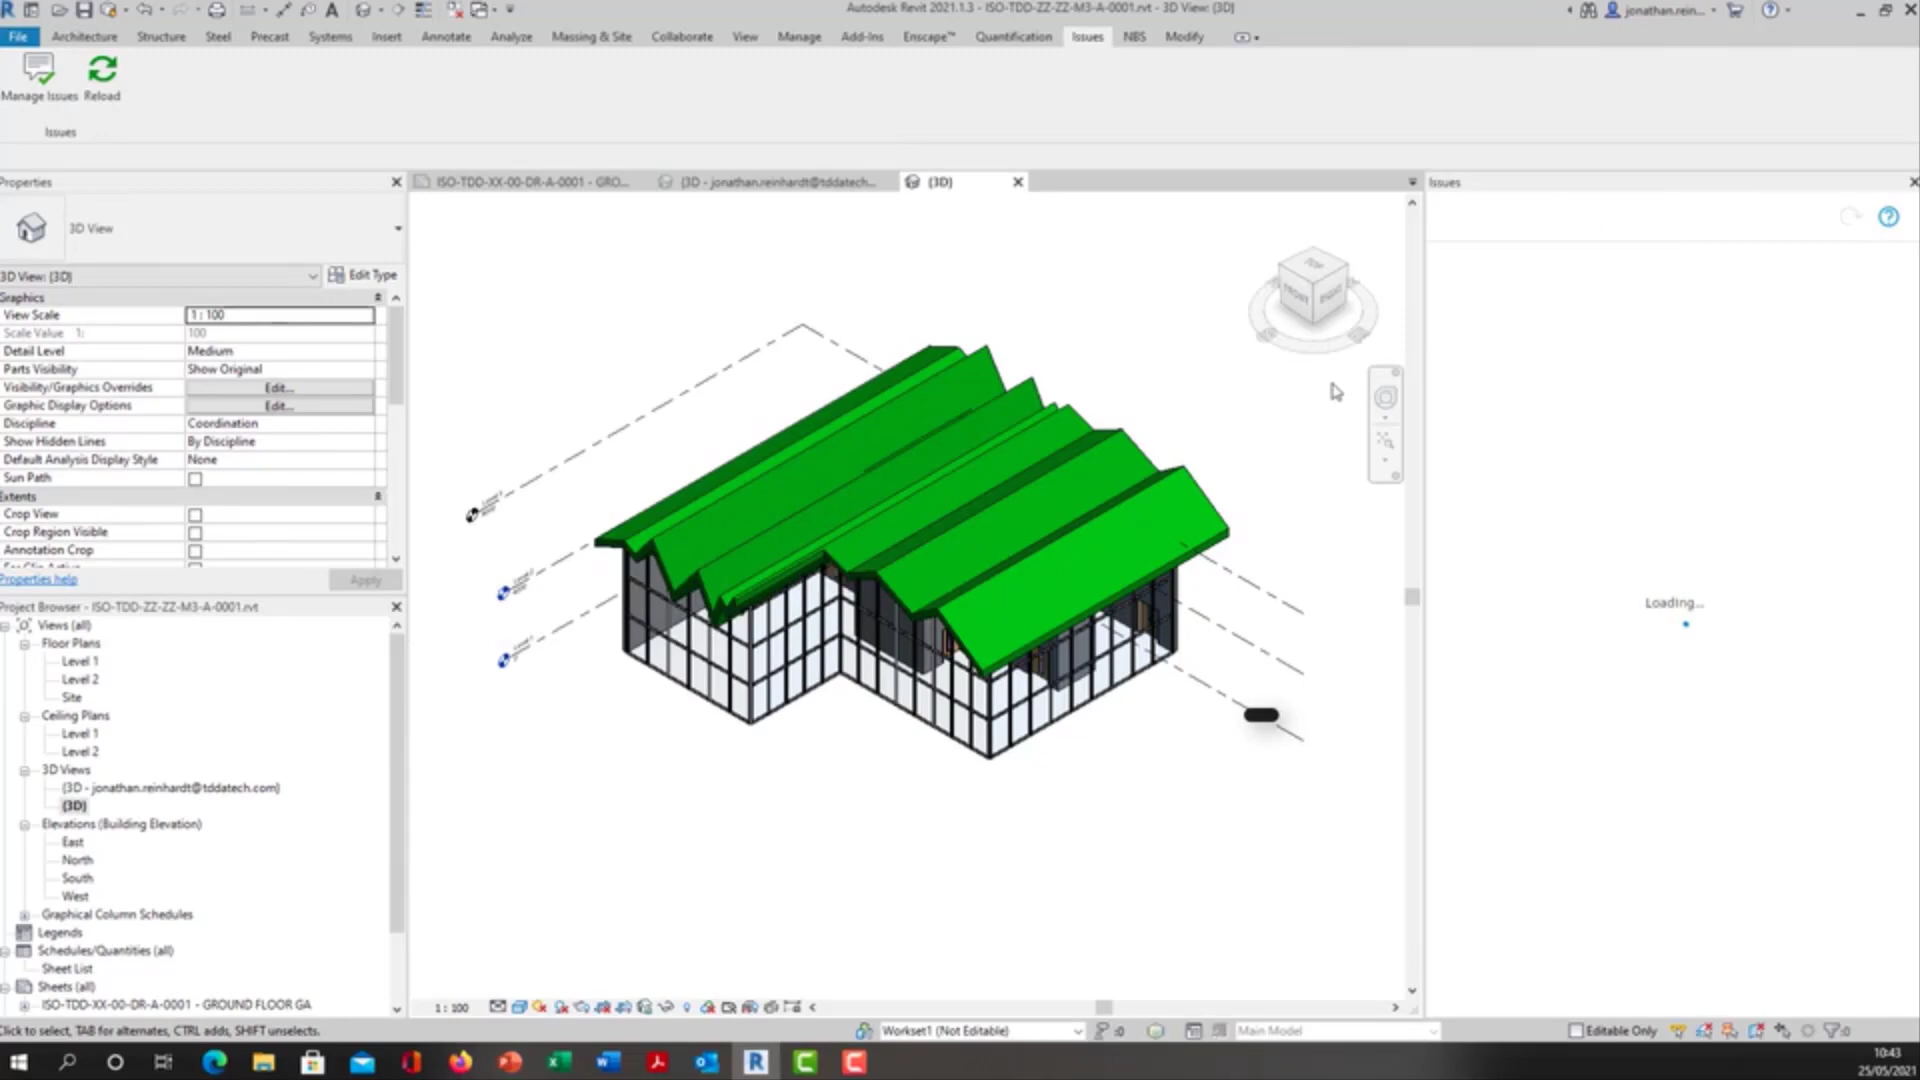 Autodesk Revit 2021.1.3 - ISO-TDD-ZZ-ZZ-M3-A-0001.rvt - 3D View: {3D}
jonathan.rein...
File Architecture Structure Steel Precast Systems Insert Annotate Analyze Massing & Site Collaborate View Manage Add-Ins Enscape™ Quantification Issues NBS Modify
Manage Issues Reload
Issues
Properties
ISO-TDD-XX-00-DR-A-0001 - GRO...
{3D - jonathan.reinhardt@tddatech...
{3D}
Issues
3D View
3D View: {3D}
Edit Type
Graphics
View Scale 1 : 100
Scale Value 1: 100
Detail Level Medium
Parts Visibility Show Original
Visibility/Graphics Overrides Edit...
Graphic Display Options Edit...
Discipline Coordination
Show Hidden Lines By Discipline
Default Analysis Display Style None
Sun Path
Extents
Crop View
Crop Region Visible
Annotation Crop
Properties help
Apply
TOP
FRONT
RIGHT
Loading...
Project Browser - ISO-TDD-ZZ-ZZ-M3-A-0001.rvt
Views (all)
Floor Plans
Level 1
Level 2
Site
Ceiling Plans
Level 1
Level 2
3D Views
{3D - jonathan.reinhardt@tddatech.com}
{3D}
Elevations (Building Elevation)
East
North
South
West
Graphical Column Schedules
Legends
Schedules/Quantities (all)
Sheet List
Sheets (all)
ISO-TDD-XX-00-DR-A-0001 - GROUND FLOOR GA
1 : 100
Click to select, TAB for alternates, CTRL adds, SHIFT unselects.
Workset1 (Not Editable)
:0
Main Model
Editable Only
:0
10:43
25/05/2021